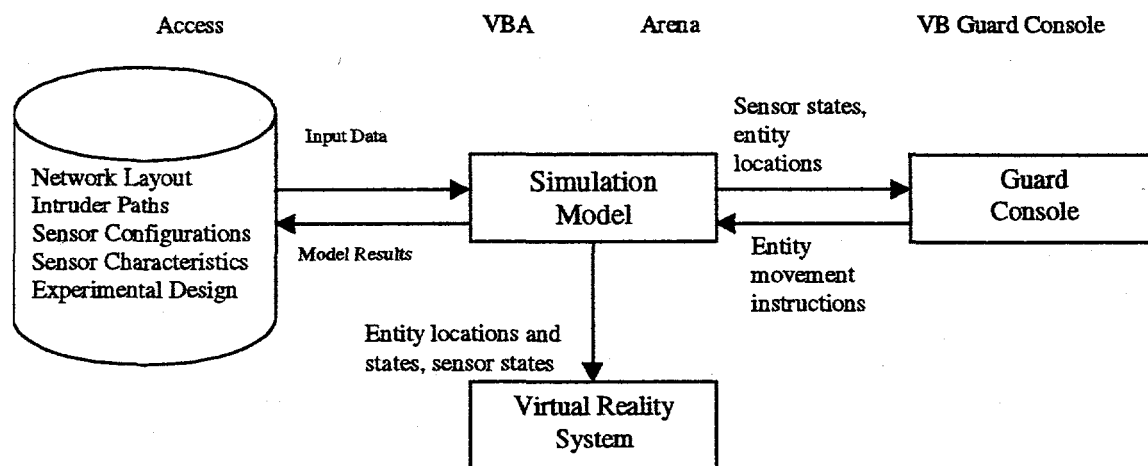 Access
VBA
Arena
VB Guard Console
Network Layout
Intruder Paths
Sensor Configurations
Sensor Characteristics
Experimental Design
Input Data
Model Results
Simulation
Model
Sensor states,
entity
locations
Entity
movement
instructions
Guard
Console
Entity locations and
states, sensor states
Virtual Reality
System